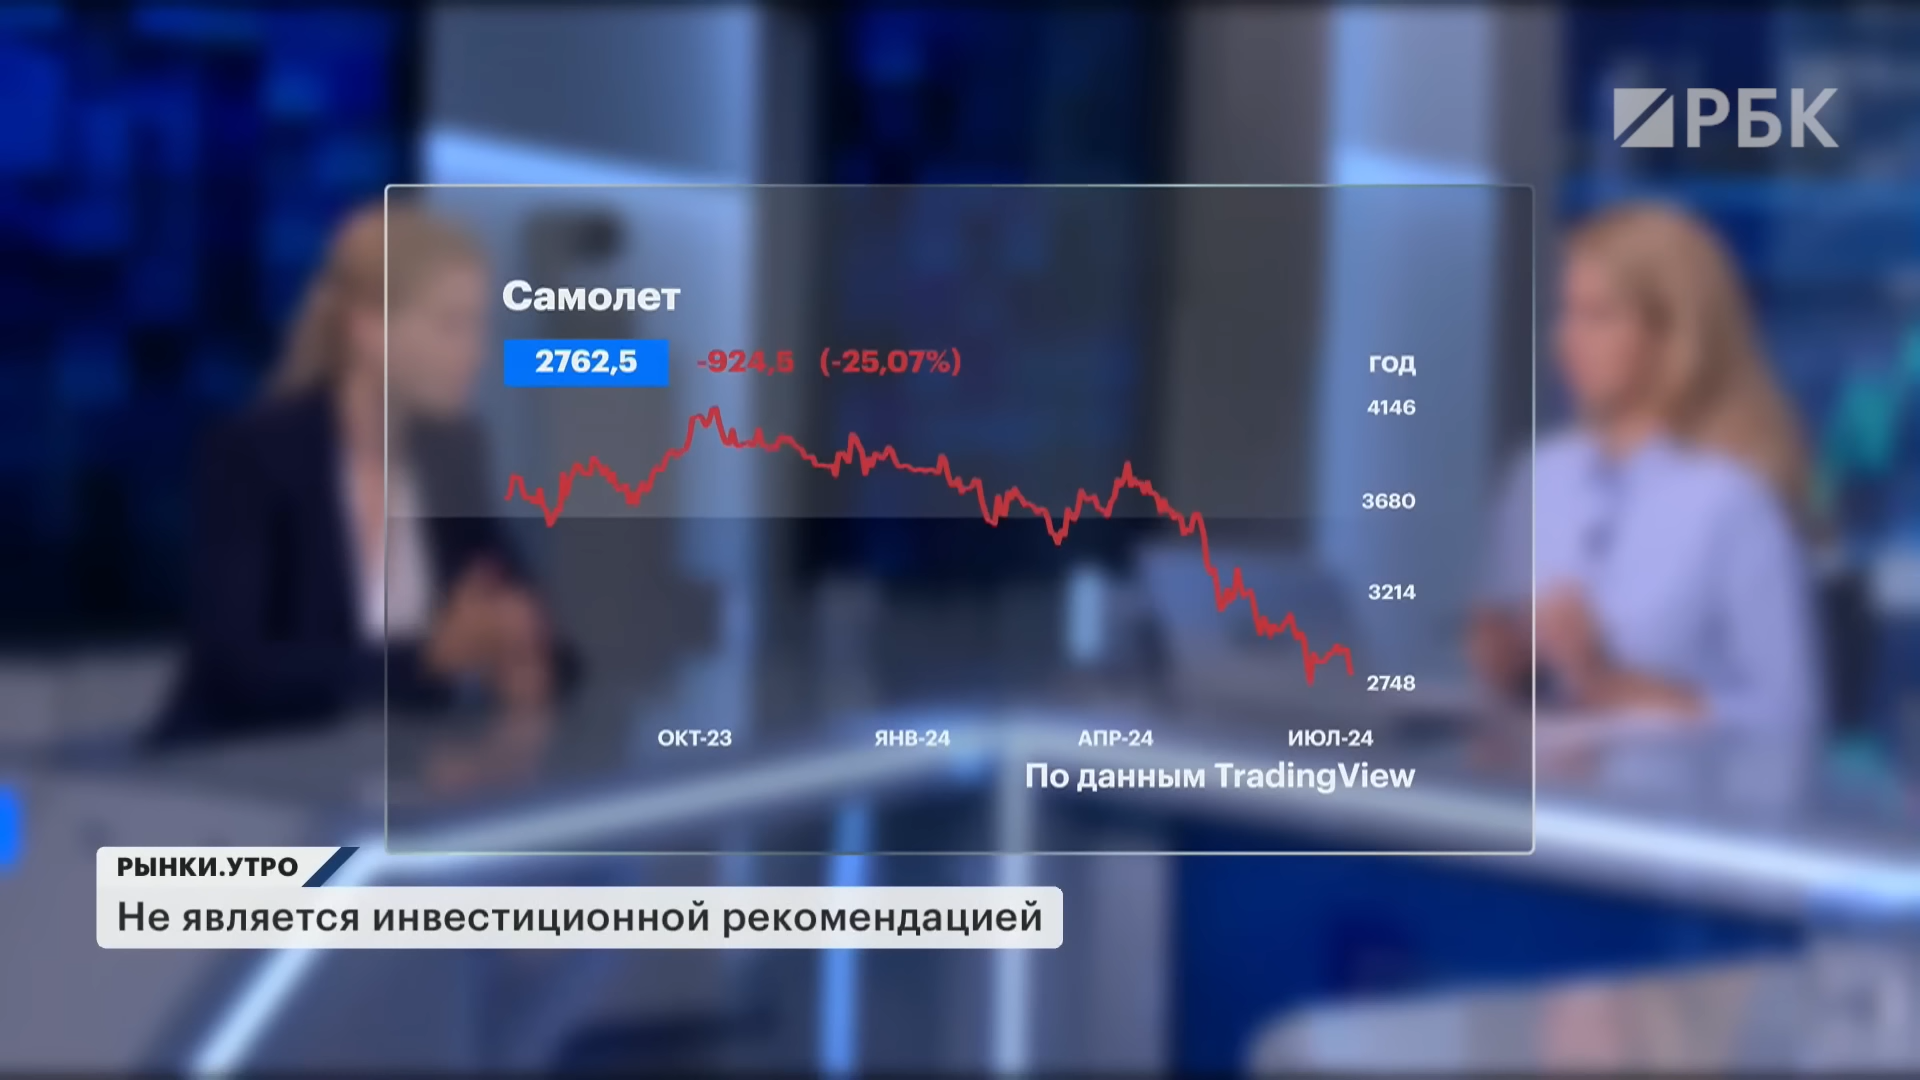 РБК
Самолет
2762,5 -924,5 (-25,07%)
ГОД
4146
3680
3214
2748
ОКТ-23 ЯНВ-24 АПР-24 ИЮЛ-24
По данным TradingView
РЫНКИ.УТРО
Не является инвестиционной рекомендацией